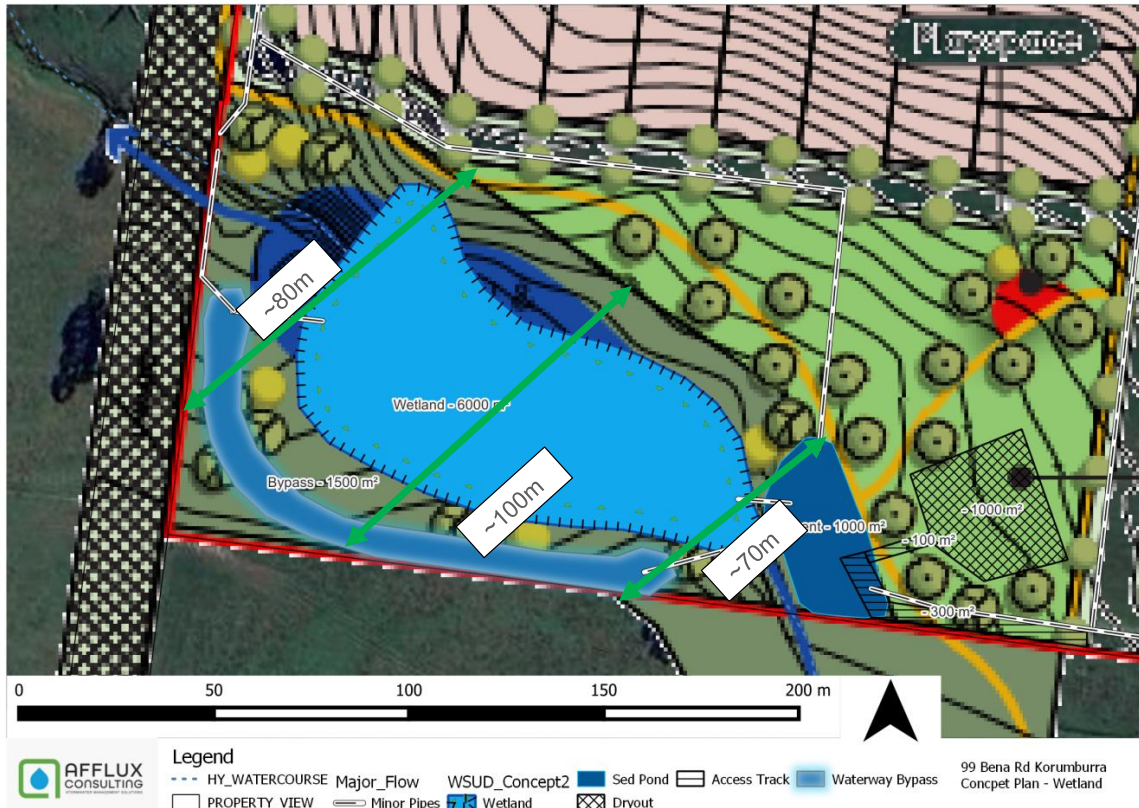 ~80m
Wetland - 6000 m²
Bypass - 1500 m²
~100m
- 1000 m²
- 1000 m²
- 100 m²
~70m
- 300 m²
0 50 100 150 200 m
AFFLUX
CONSULTING
Legend
HY_WATERCOURSE Major_Flow WSUD_Concept2 Sed Pond Access Track Waterway Bypass
PROPERTY_VIEW Minor Pipes Wetland Dryout
99 Bena Rd Korumburra
Concpet Plan - Wetland